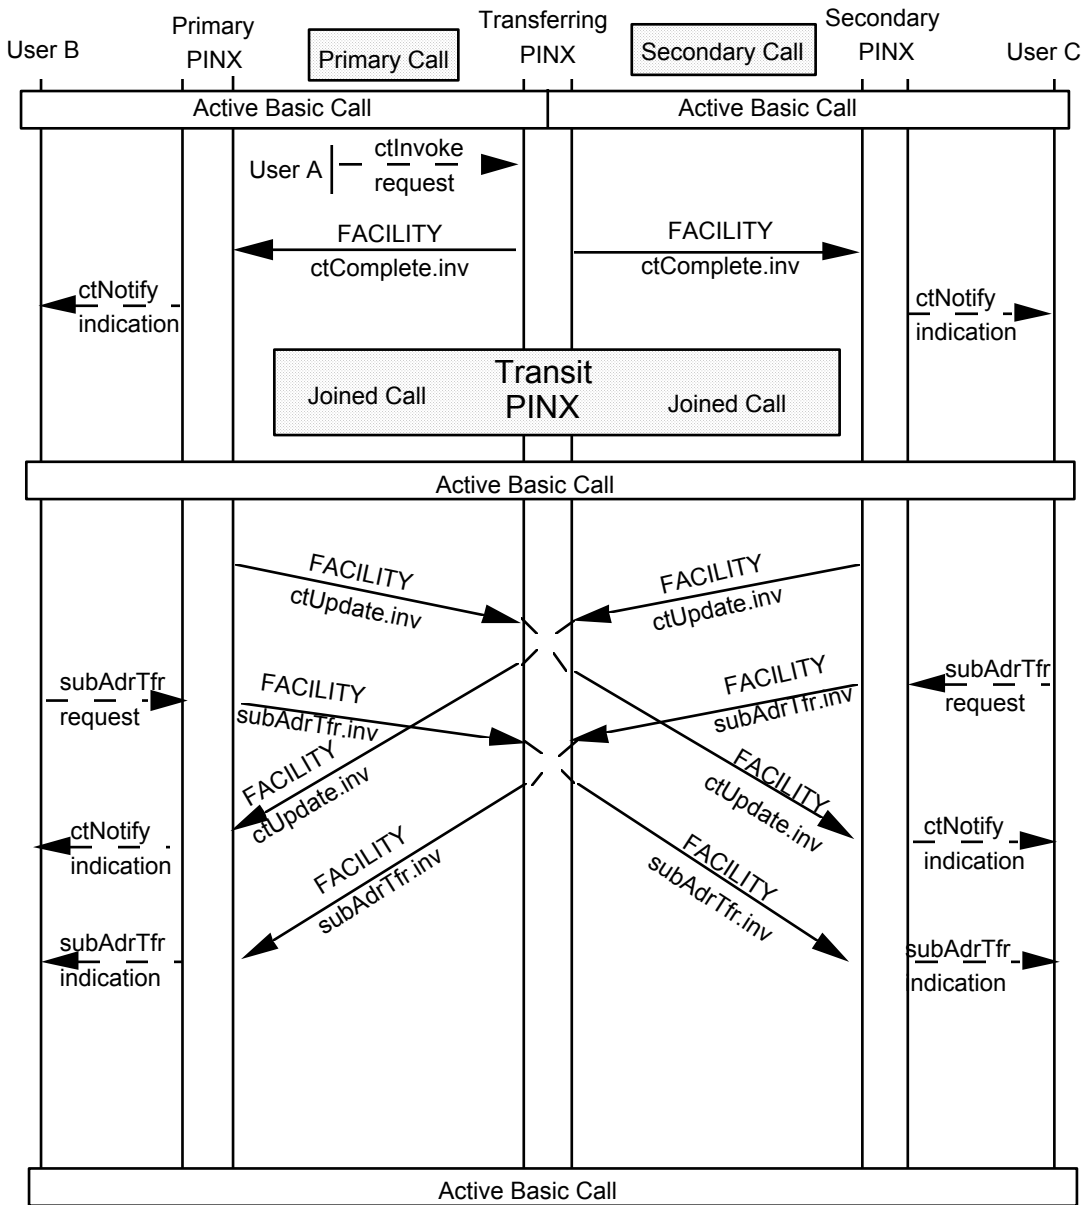 User B
Primary
PINX
Primary Call
Transferring
PINX
Secondary Call
Secondary
PINX
User C
Active Basic Call
Active Basic Call
User A
ctInvoke
request
FACILITY
ctComplete.inv
FACILITY
ctComplete.inv
ctNotify
indication
ctNotify
indication
Joined Call
Transit
PINX
Joined Call
Active Basic Call
FACILITY
ctUpdate.inv
FACILITY
ctUpdate.inv
subAdrTfr
request
FACILITY
subAdrTfr.inv
FACILITY
subAdrTfr.inv
subAdrTfr
request
FACILITY
ctUpdate.inv
FACILITY
ctUpdate.inv
ctNotify
indication
FACILITY
subAdrTfr.inv
FACILITY
subAdrTfr.inv
ctNotify
indication
subAdrTfr
indication
subAdrTfr
indication
Active Basic Call